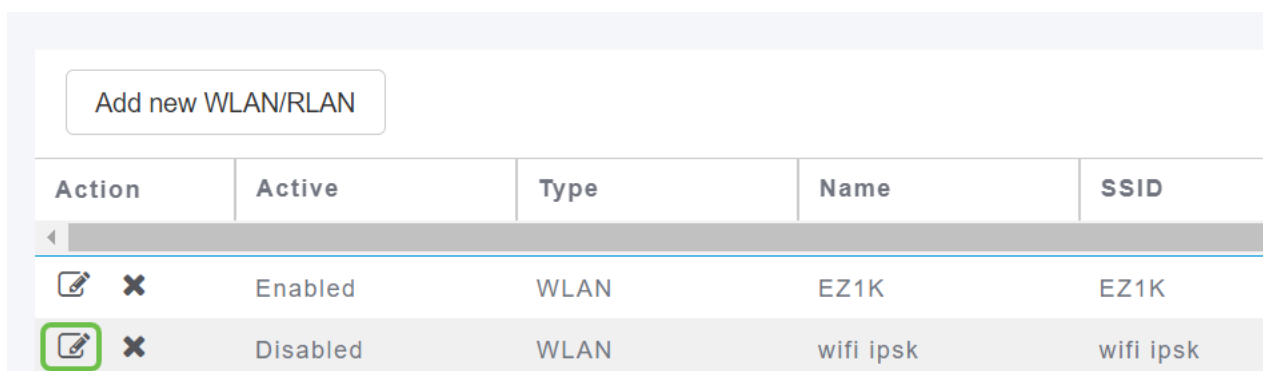 Add new WLAN/RLAN
Action Active Type Name SSID
Enabled WLAN EZ1K EZ1K
Disabled WLAN wifi ipsk wifi ipsk